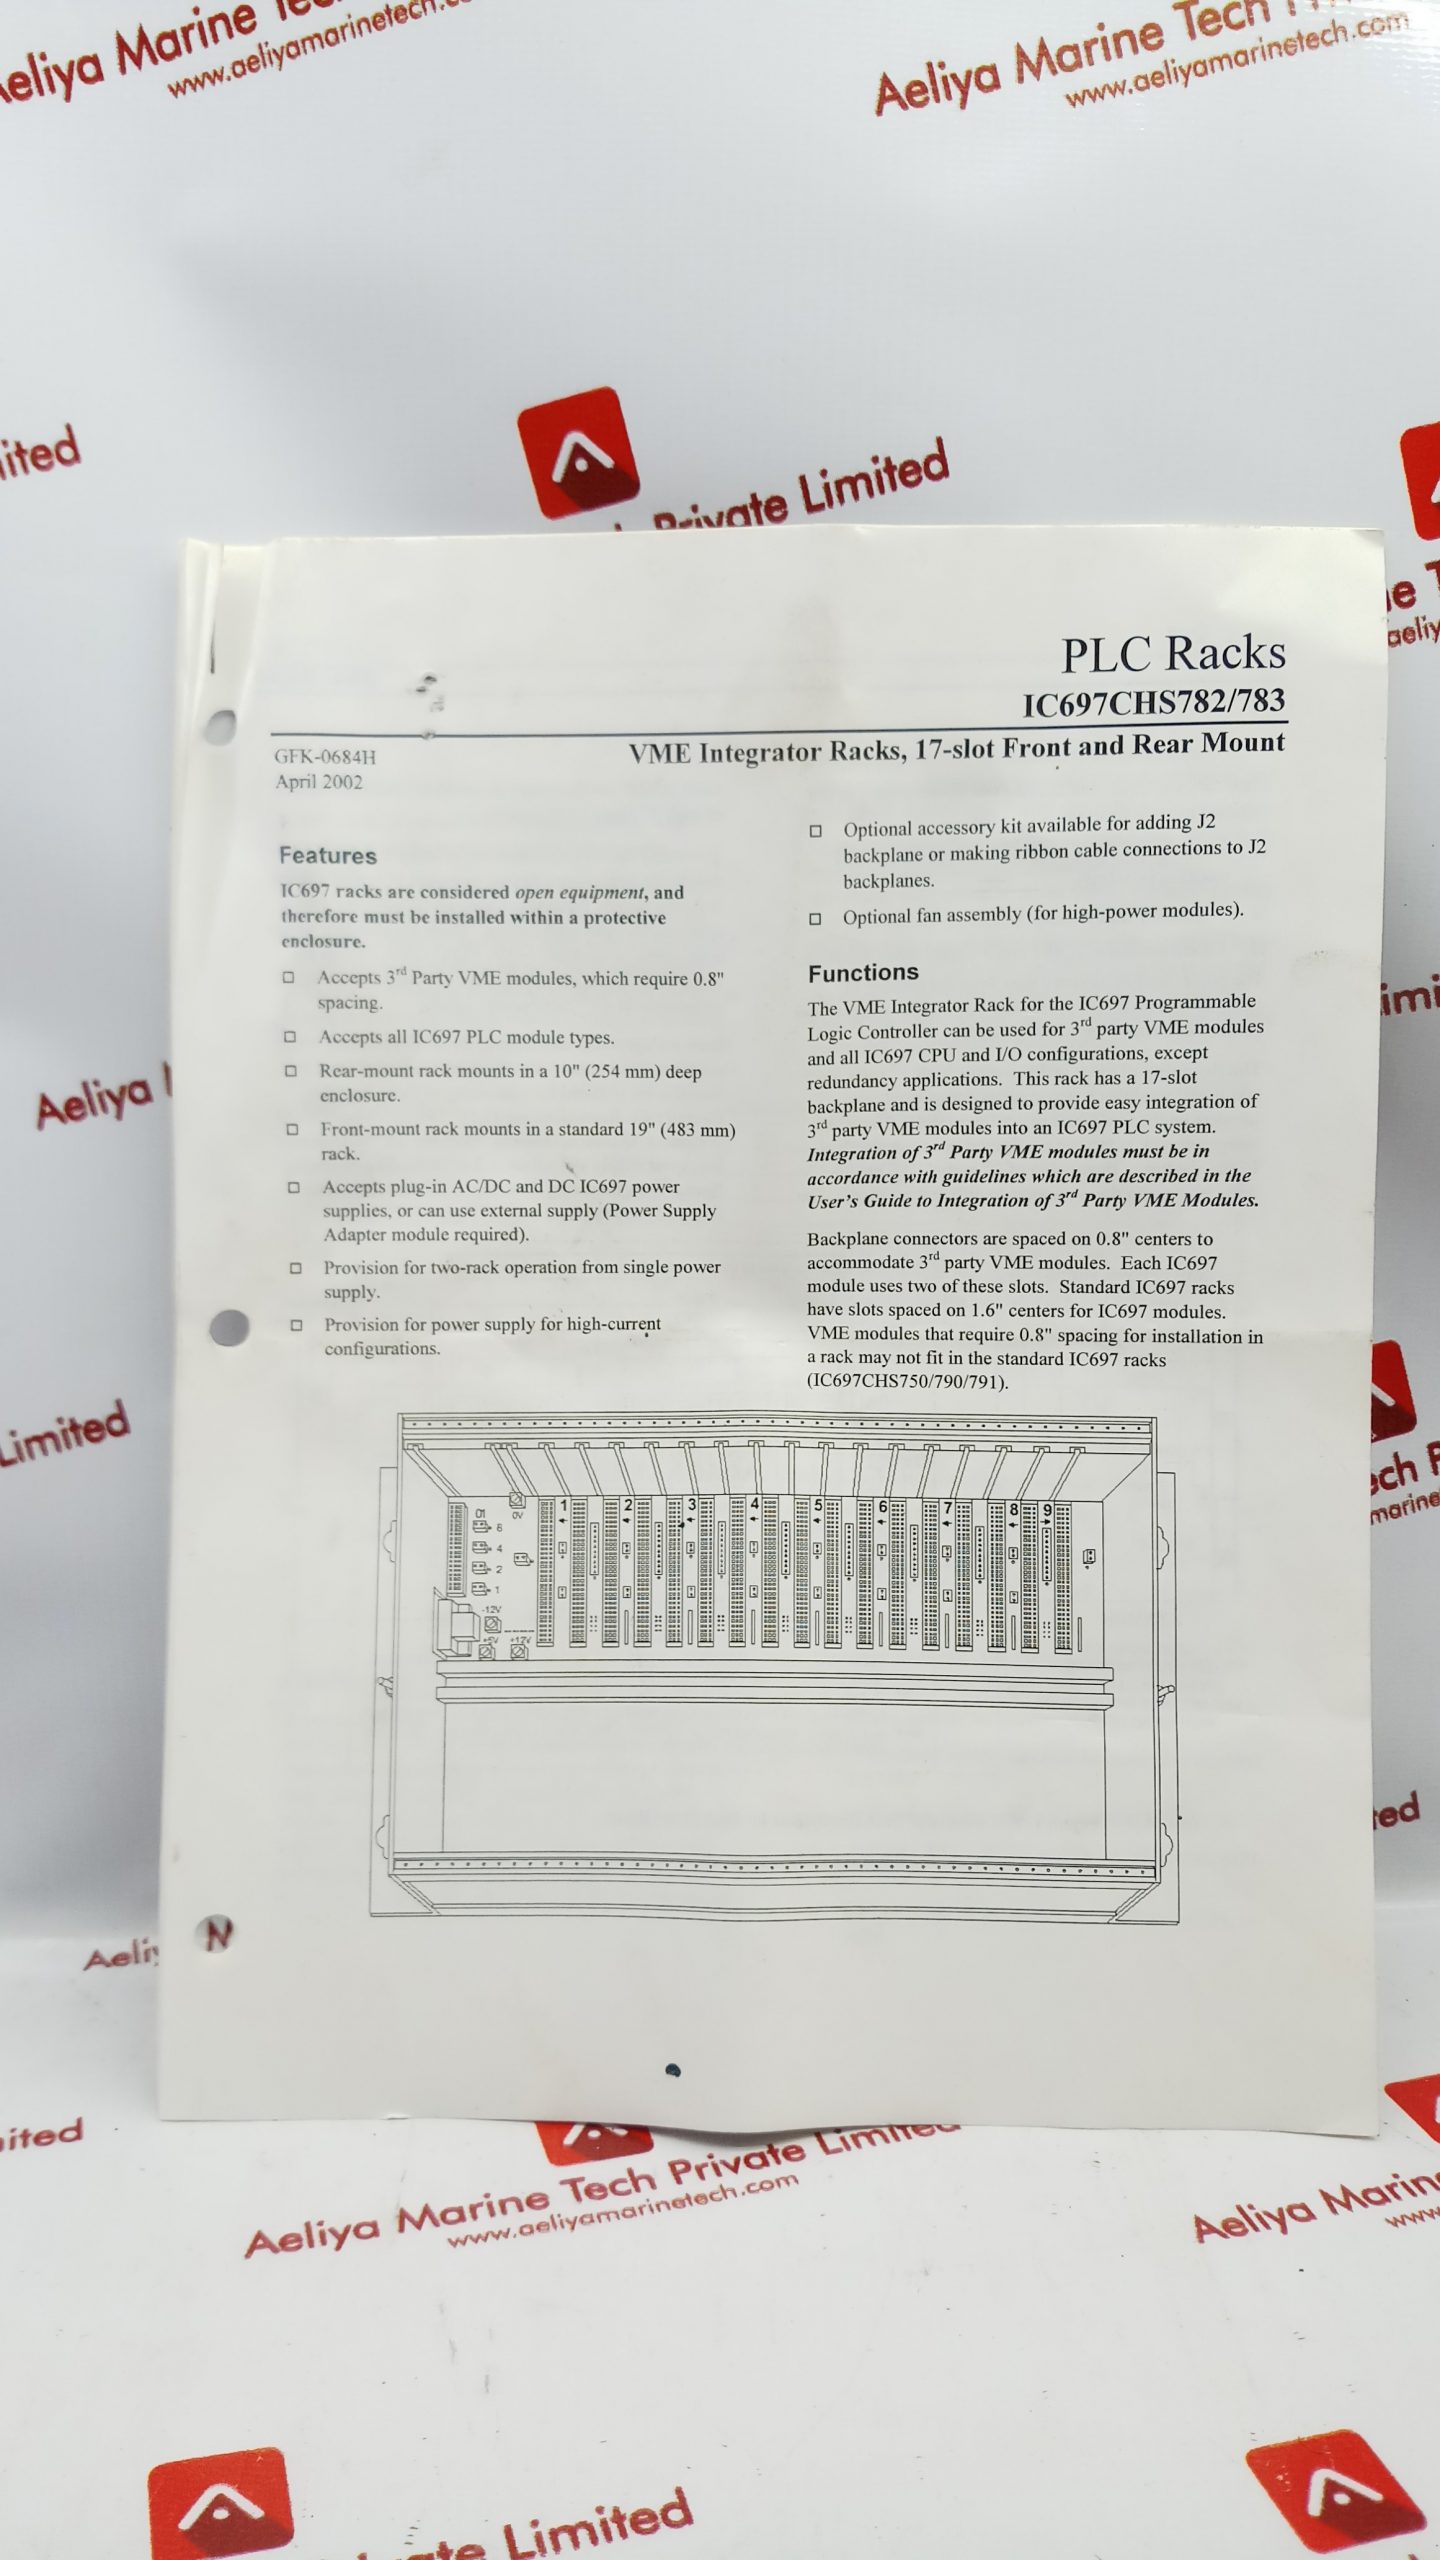 Aeliya Marine
www.aeliyamarinetech.co
Aeliya Marine Tech
www.aeliyamarinetech.com
Private Limited
Limited
PLC Racks
IC697CHS782/783
GFK-0684H
April 2002
VME Integrator Racks, 17-slot Front and Rear Mount
Features
IC697 racks are considered open equipment, and
therefore must be installed within a protective
enclosure.
☐ Accepts 3rd Party VME modules, which require 0.8"
spacing.
☐ Accepts all IC697 PLC module types.
☐ Rear-mount rack mounts in a 10" (254 mm) deep
enclosure.
☐ Front-mount rack mounts in a standard 19" (483 mm)
rack.
☐ Accepts plug-in AC/DC and DC IC697 power
supplies, or can use external supply (Power Supply
Adapter module required).
☐ Provision for two-rack operation from single power
supply.
☐ Provision for power supply for high-current
configurations.
☐ Optional accessory kit available for adding J2
backplane or making ribbon cable connections to J2
backplanes.
☐ Optional fan assembly (for high-power modules).
Functions
The VME Integrator Rack for the IC697 Programmable
Logic Controller can be used for 3rd party VME modules
and all IC697 CPU and I/O configurations, except
redundancy applications. This rack has a 17-slot
backplane and is designed to provide easy integration of
3rd party VME modules into an IC697 PLC system.
Integration of 3rd Party VME modules must be in
accordance with guidelines which are described in the
User's Guide to Integration of 3rd Party VME Modules.
Backplane connectors are spaced on 0.8" centers to
accommodate 3rd party VME modules. Each IC697
module uses two of these slots. Standard IC697 racks
have slots spaced on 1.6" centers for IC697 modules.
VME modules that require 0.8" spacing for installation in
a rack may not fit in the standard IC697 racks
(IC697CHS750/790/791).
1 2 3 4 5 6 7 8 9
01
0V
8
4
2
1
-12V
+5V +12V
N
Aeliya
Limited
Aeliya Marine Tech Private Limited
www.aeliyamarinetech.com
Aeliya Marin
Limited